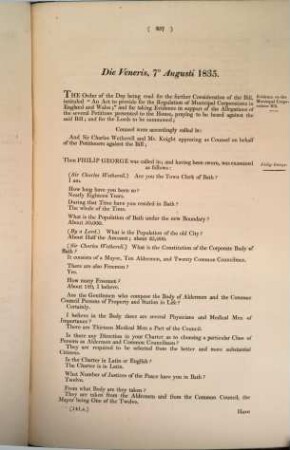 Die Veneris, 7° Augusti 1835.
THE Order of the Day being read for the further Consideration of the Bill,
intituled "An Act to provide for the Regulation of Municipal Corporations in
England and Wales;" and for taking Evidence in support of the Allegations of
the several Petitions presented to the House, praying to be heard against the
said Bill; and for the Lords to be summoned;
Evidence on the
Municipal Corporation
Bill.
Counsel were accordingly called in:
And Sir Charles Wetherell and Mr. Knight appearing as Counsel on behalf
of the Petitioners against the Bill;
Then PHILIP GEORGE was called in; and having been sworn, was examined
as follows:
Philip George.
(Sir Charles Wetherell.) Are you the Town Clerk of Bath?
I am.
How long have you been so?
Nearly Eighteen Years.
During that Time have you resided in Bath?
The whole of the Time.
What is the Population of Bath under the new Boundary?
About 50,000.
(By a Lord.) What is the Population of the old City?
About Half the Amount;
(Sir Charles Wetherell.) What is the Constitution of the Corporate Body of
Bath?
It consists of a Mayor, Ten Aldermen, and Twenty Common Councilmen.
There are also Freemen?
Yes.
How many Freemen?
About I believe.
Are the Gentlemen who compose the Body of Aldermen and the Common
Council Persons of Property and Station in Life?
Certainly.
I believe in the Body there are several Physicians and Medical Men of
Importance?
There are Thirteen Medical Men a Part of the Council.
Is there any Direction in your Charter as to choosing a particular Class of
Persons as Aldermen and Common Councilmen?
They are required to be selected from the better and more substantial
Citizens.
Is the Charter in Latin or English?
The Charter is in Latin.
What Number of Justices of the Peace have you in Bath?
Twelve.
From what Body are they taken?
They are taken from the Aldermen and from the Common Council, the
Mayor being One of the Twelve.
Have